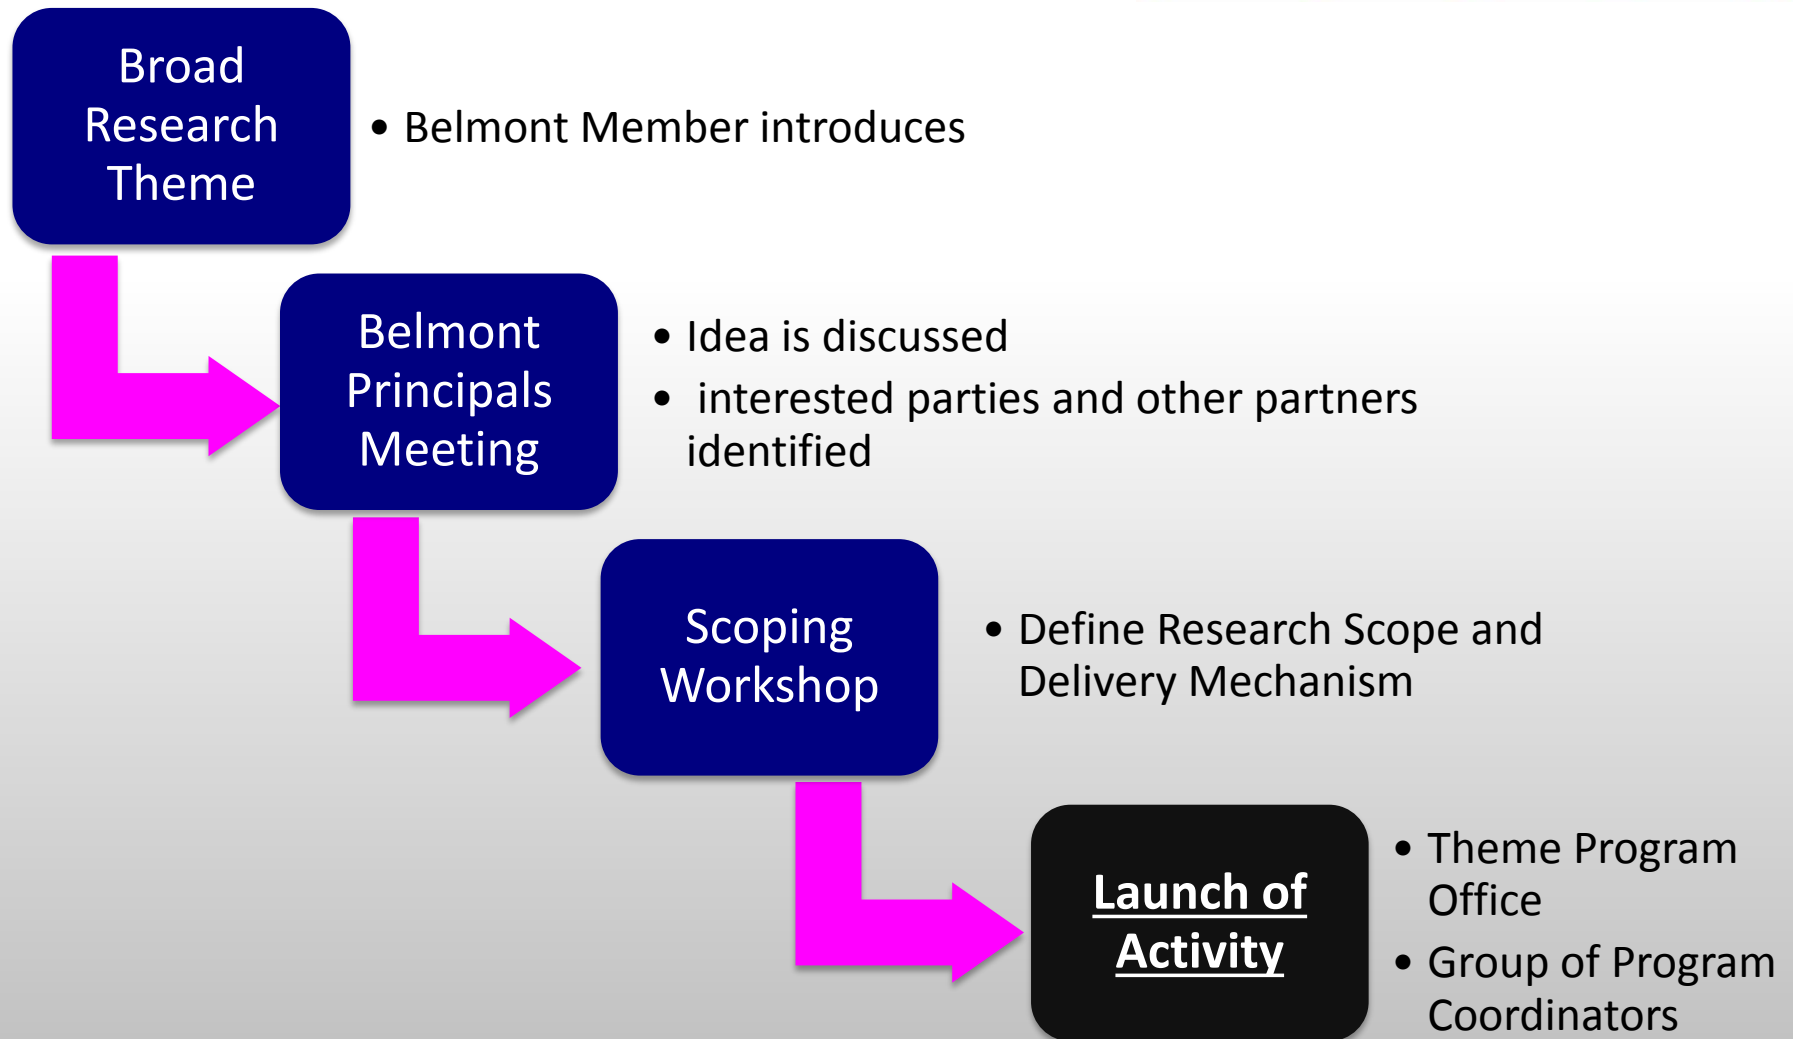 Broad
Research
Theme
• Belmont Member introduces
Belmont
Principals
Meeting
• Idea is discussed
• interested parties and other partners
identified
Scoping
Workshop
• Define Research Scope and
Delivery Mechanism
Launch of
Activity
• Theme Program
Office
• Group of Program
Coordinators